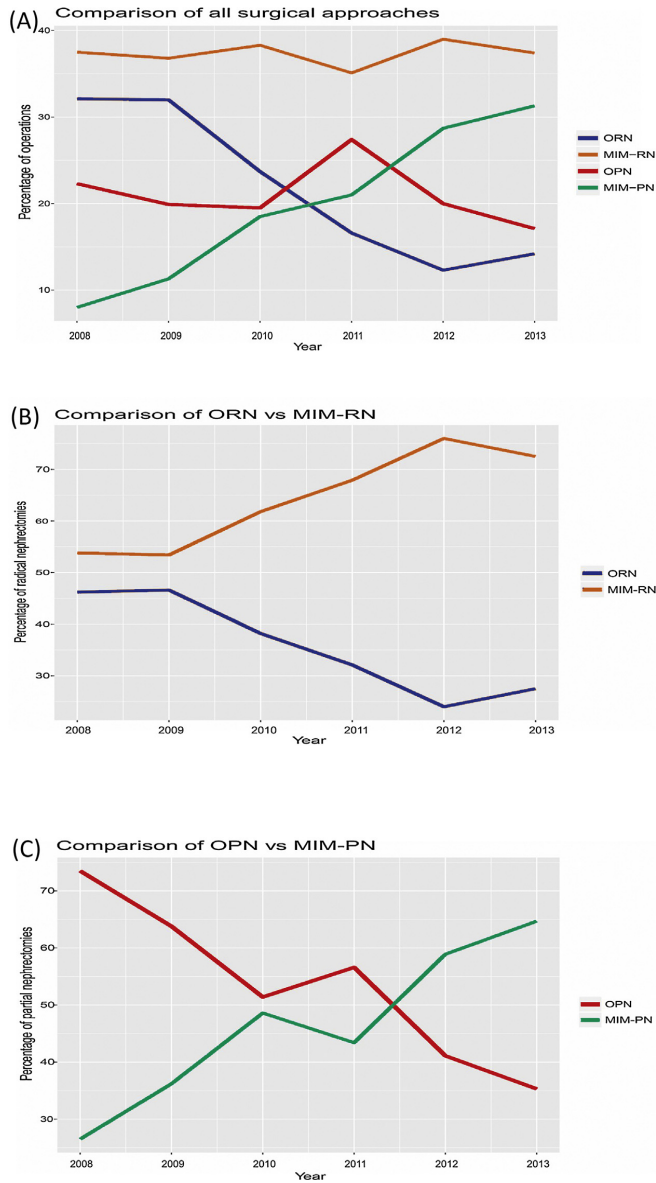 (A)
Comparison of all surgical approaches
Percentage of operations
40
30
20
10
2008 2009 2010 2011 2012 2013
Year
ORN
MIM−RN
OPN
MIM−PN
(B)
Comparison of ORN vs MIM-RN
Percentage of radical nephrectomies
70
60
50
40
30
2008 2009 2010 2011 2012 2013
Year
ORN
MIM-RN
(C)
Comparison of OPN vs MIM-PN
Percentage of partial nephrectomies
70
60
50
40
30
2008 2009 2010 2011 2012 2013
Year
OPN
MIM-PN